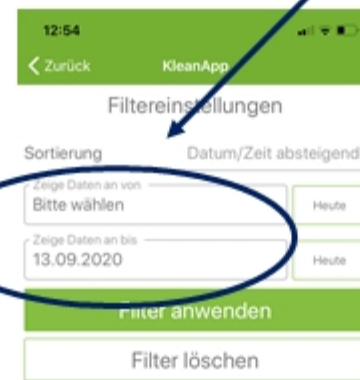 12:54
Zurück KleanApp
Filtereinstellungen
Sortierung Datum/Zeit absteigend
Zeige Daten an von
Bitte wählen Heute
Zeige Daten an bis
13.09.2020 Heute
Filter anwenden
Filter löschen